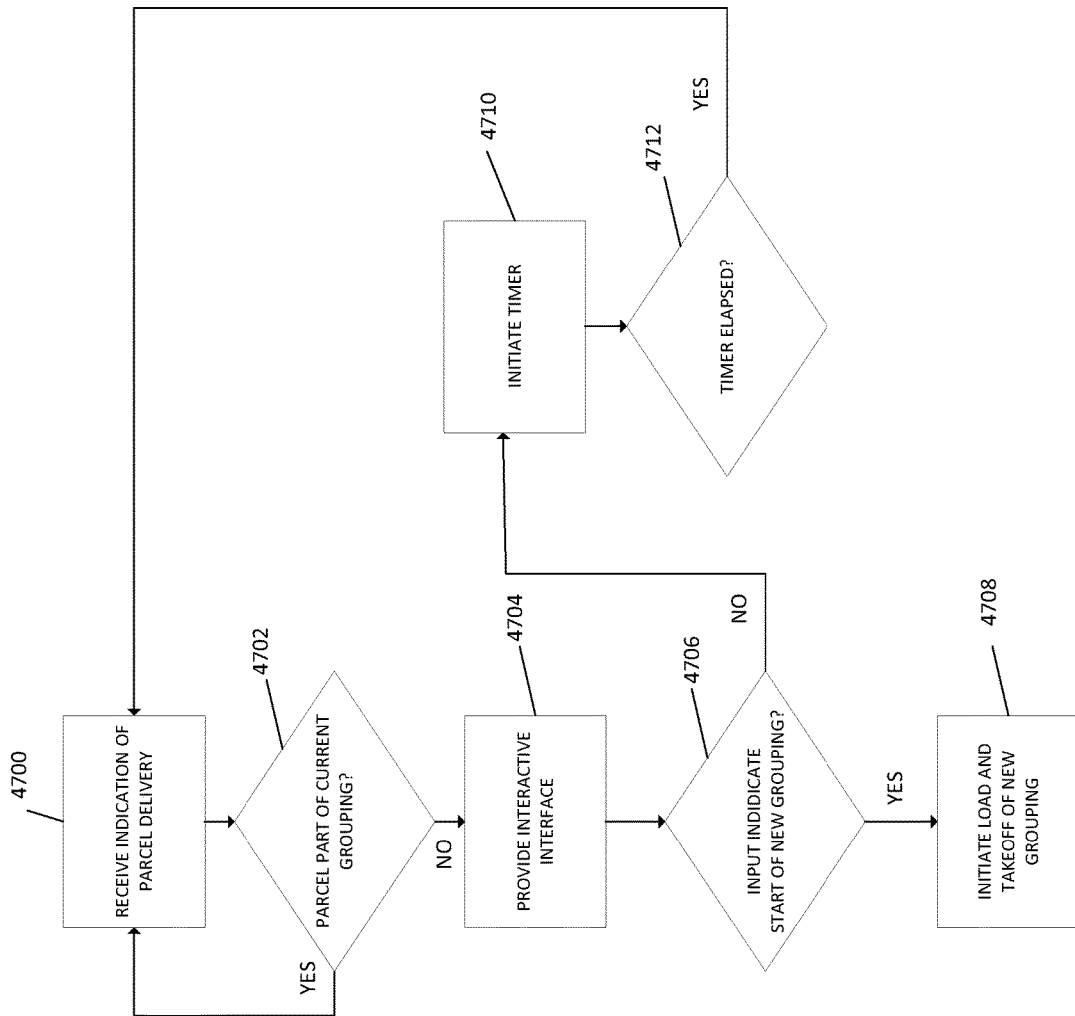 4700
RECEIVE INDICATION OF
PARCEL DELIVERY
4702
PARCEL PART OF CURRENT
GROUPING?
YES
NO
4704
PROVIDE INTERACTIVE
INTERFACE
4706
INPUT INDIDICATE
START OF NEW GROUPING?
NO
YES
4708
INITIATE LOAD AND
TAKEOFF OF NEW
GROUPING
4710
INITIATE TIMER
4712
TIMER ELAPSED?
YES